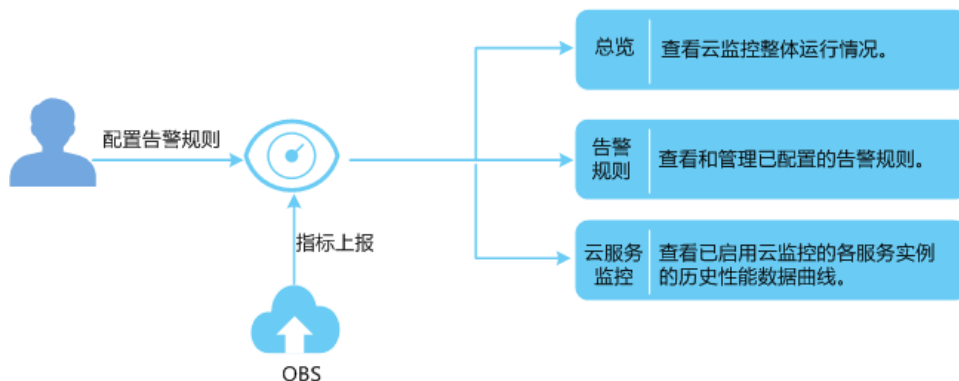 总览
查看云监控整体运行情况。
配置告警规则
告警
规则
查看和管理已配置的告警规则。
指标上报
云服务
监控
查看已启用云监控的各服务实例
的历史性能数据曲线。
OBS